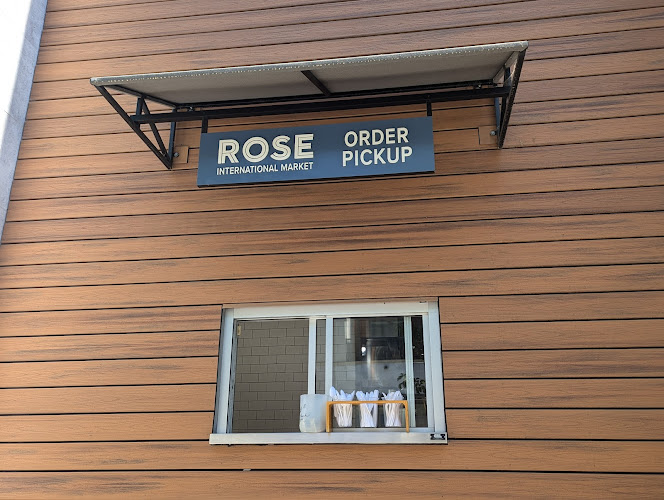 ROSE
INTERNATIONAL MARKET
ORDER
PICKUP